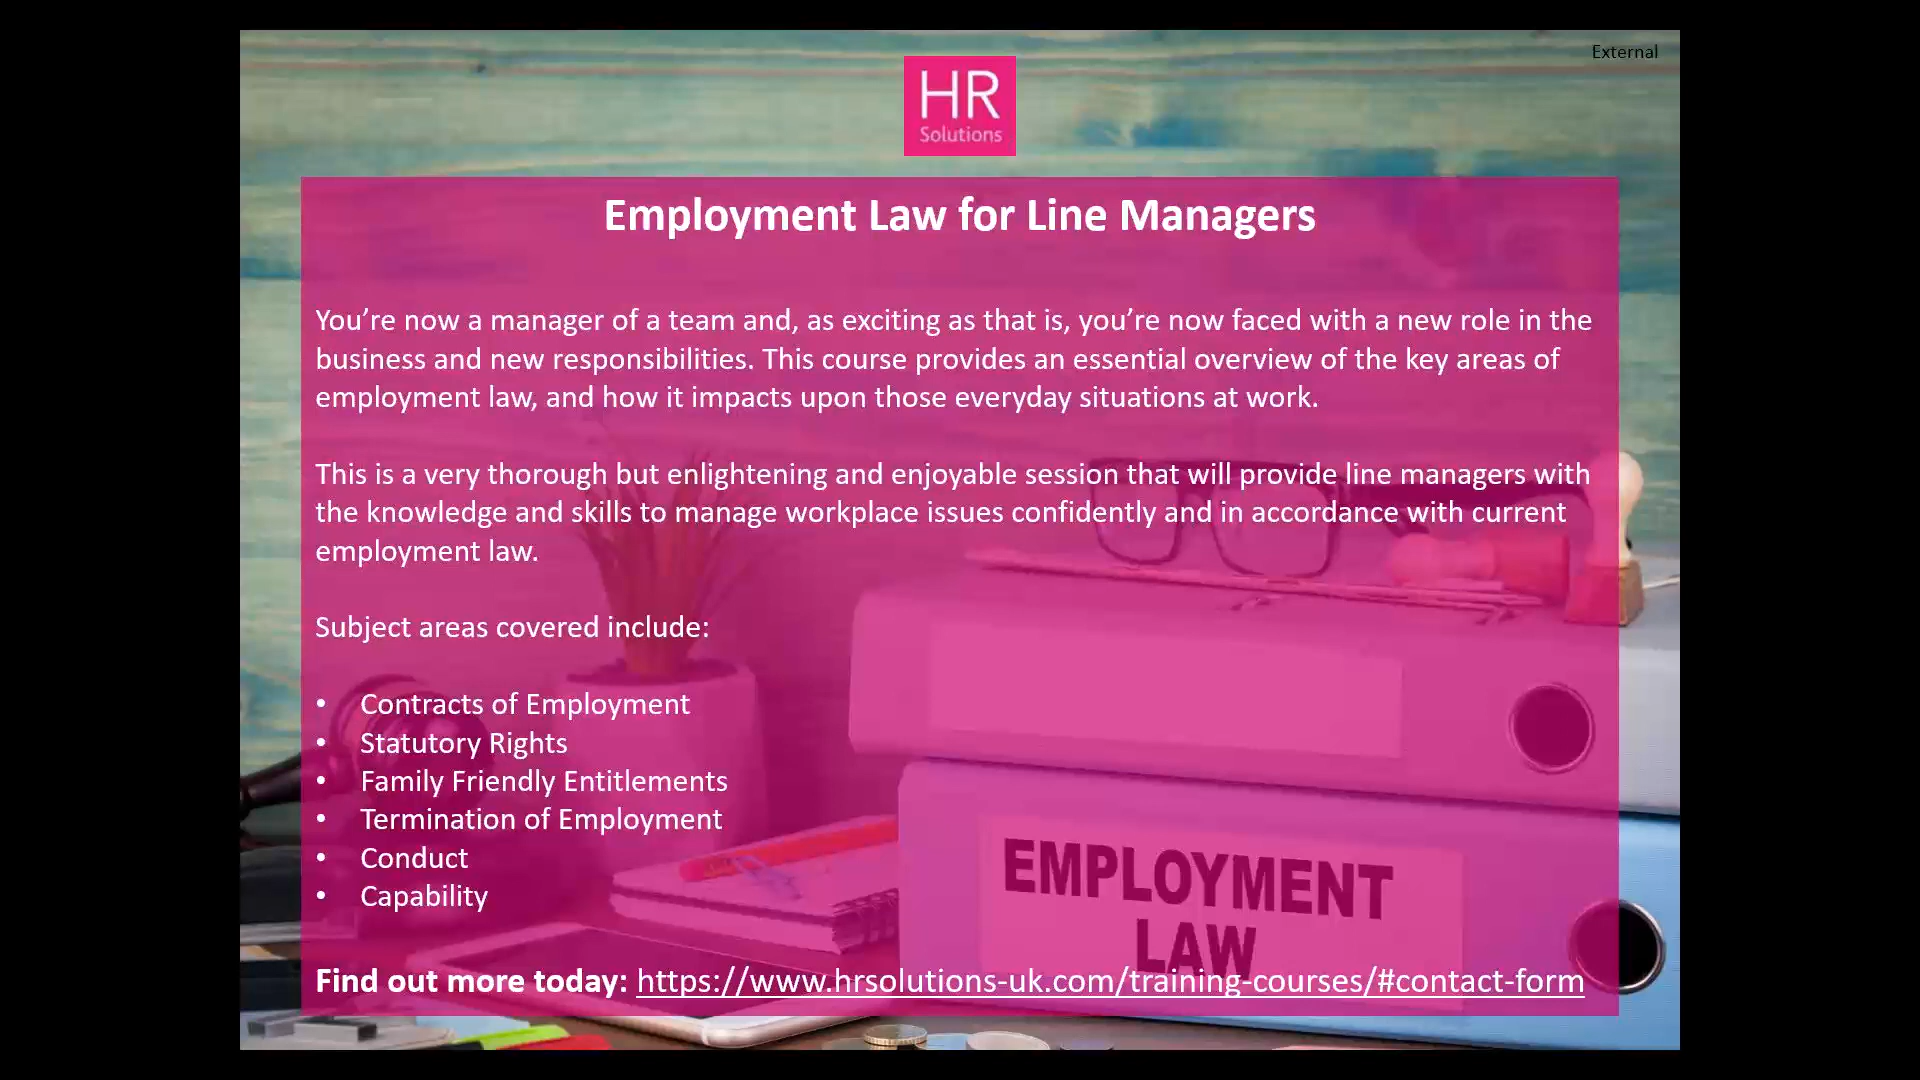 External
HR
Solutions
Employment Law for Line Managers
You’re now a manager of a team and, as exciting as that is, you’re now faced with a new role in the
business and new responsibilities. This course provides an essential overview of the key areas of
employment law, and how it impacts upon those everyday situations at work.
This is a very thorough but enlightening and enjoyable session that will provide line managers with
the knowledge and skills to manage workplace issues confidently and in accordance with current
employment law.
Subject areas covered include:
• Contracts of Employment
• Statutory Rights
• Family Friendly Entitlements
• Termination of Employment
• Conduct
• Capability
EMPLOYMENT
LAW
Find out more today: https://www.hrsolutions-uk.com/training-courses/#contact-form